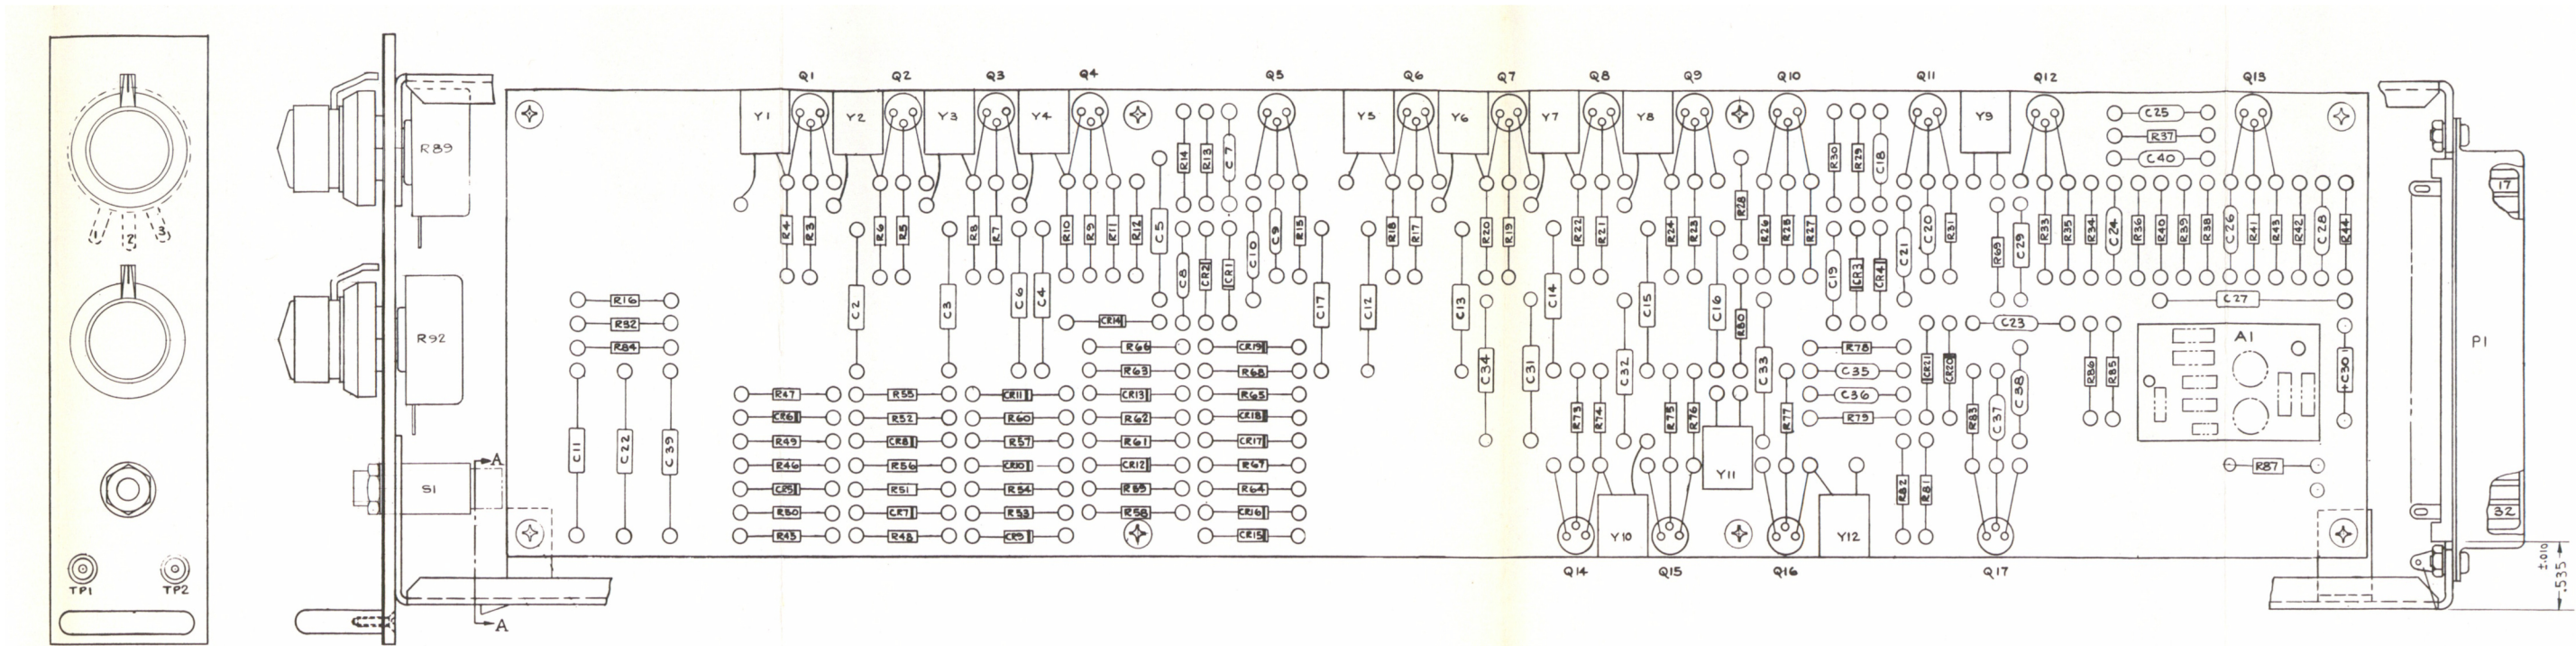 Q1 Q2 Q3 Q4 Q5 Q6 Q7 Q8 Q9 Q10 Q11 Q12 Q13
R89
Y1 Y2 Y3 Y4 Y5 Y6 Y7 Y8 Y9
C25
R37
C40
R14 R13 C7 R30 R29 C18
17
1 2 3
R4 R3 R6 R5 R8 R7 R10 R9 R11 R12 C5 C10 C9 R15 R18 R17 R20 R19 R22 R21 R24 R23 R28 R26 R25 R27 C20 R31 R69 C29 R33 R35 R34 C24 R36 R40 R39 R38 C26 R41 R43 R42 C28 R44
C8 CR2 CR1 C19 CR3 CR4 C21
C2 C3 C6 C4 C17 C12 C13 C14 C15 C16
R16
R32
R84
C27
CR14 R80 C23
R92
R66 CR19 R78
R63 R68 C34 C31 C32 C33 C35 CR21 CR20 R86 R85 A1 +C30
P1
R47 R55 CR11 CR13 R65 C36 C38
CR6 R52 R60 R62 CR18 R73 R74 R75 R76 R77 R79 R83 C37
R49 CR8 R57 R61 CR17
C11 C22 C39
R46 R56 CR10 CR12 R67 Y11 R87
A
S1
CR5 R51 R54 R59 R64 R82 R81
R50 CR7 R53 R58 CR16
32
R45 R48 CR9 CR15 Y10 Y12
Q14 Q15 Q16 Q17
TP1 TP2
A
±.010
.535